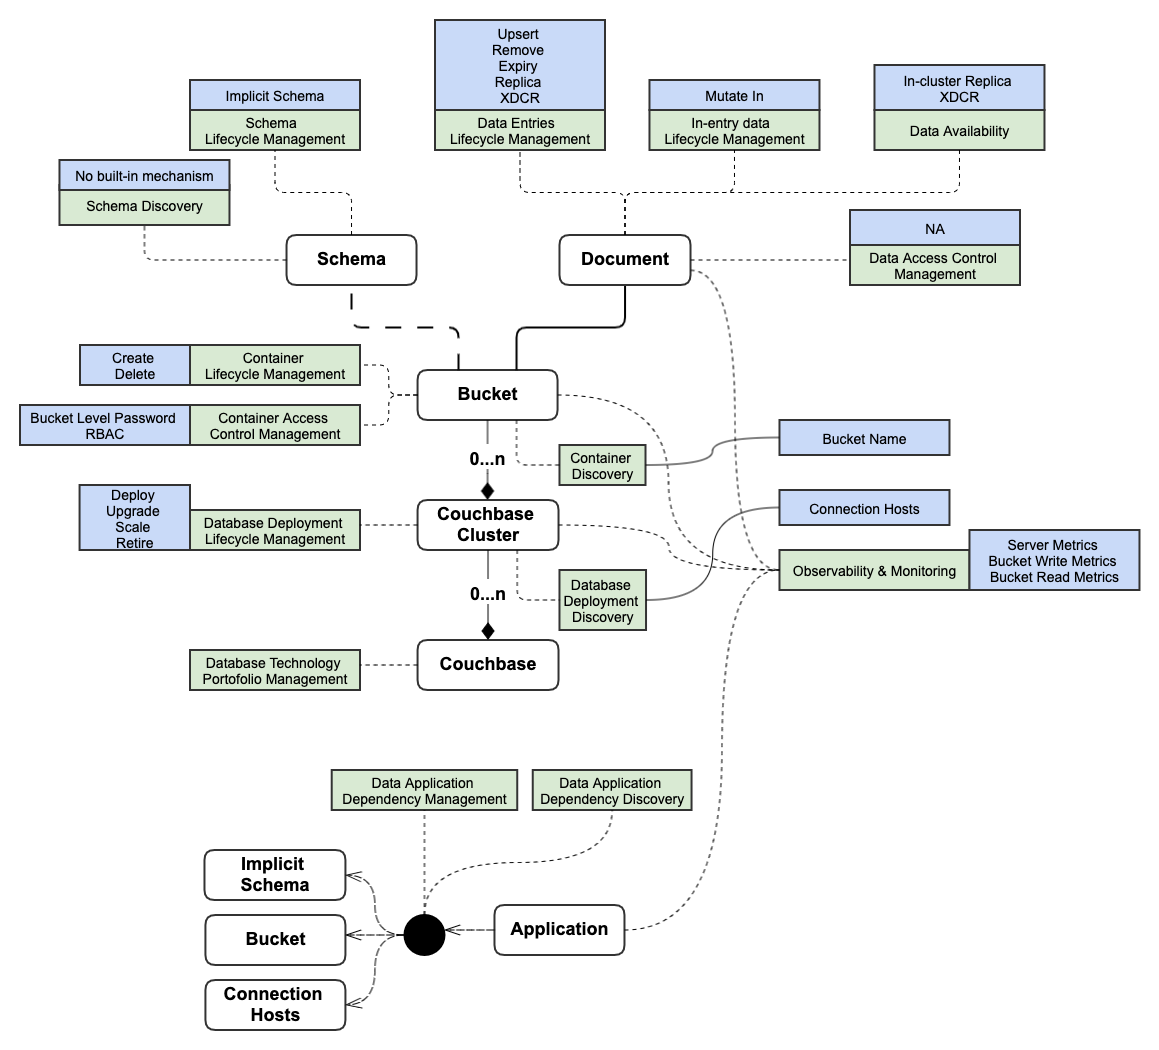 Upsert
Remove
Expiry
Replica
XDCR
Data Entries
Lifecycle Management
Implicit Schema
Schema
Lifecycle Management
Mutate In
In-entry data
Lifecycle Management
In-cluster Replica
XDCR
Data Availability
No built-in mechanism
Schema Discovery
Schema
Document
NA
Data Access Control
Management
Create
Delete
Container
Lifecycle Management
Bucket
Bucket Level Password
RBAC
Container Access
Control Management
0...n
Container
Discovery
Bucket Name
Deploy
Upgrade
Scale
Retire
Database Deployment
Lifecycle Management
Couchbase
Cluster
Connection Hosts
Observability & Monitoring
Server Metrics
Bucket Write Metrics
Bucket Read Metrics
0...n
Database
Deployment
Discovery
Database Technology
Portofolio Management
Couchbase
Data Application
Dependency Management
Data Application
Dependency Discovery
Implicit
Schema
Bucket
Application
Connection
Hosts